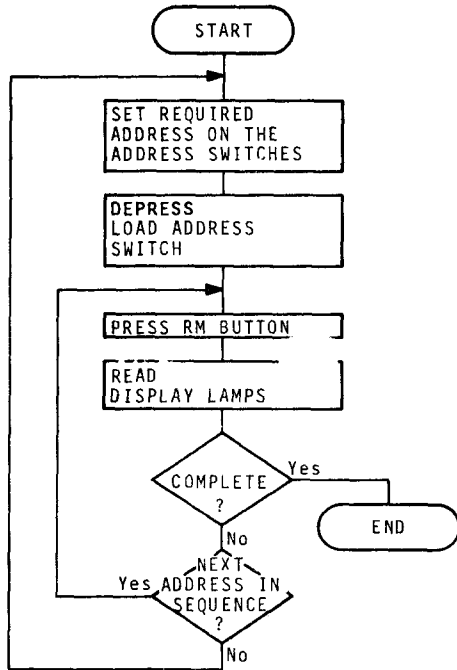 START
SET REQUIRED
ADDRESS ON THE
ADDRESS SWITCHES
DEPRESS
LOAD ADDRESS
SWITCH
PRESS RM BUTTON
READ
DISPLAY LAMPS
COMPLETE
?
Yes
END
No
NEXT
Yes ADDRESS IN
SEQUENCE
?
No